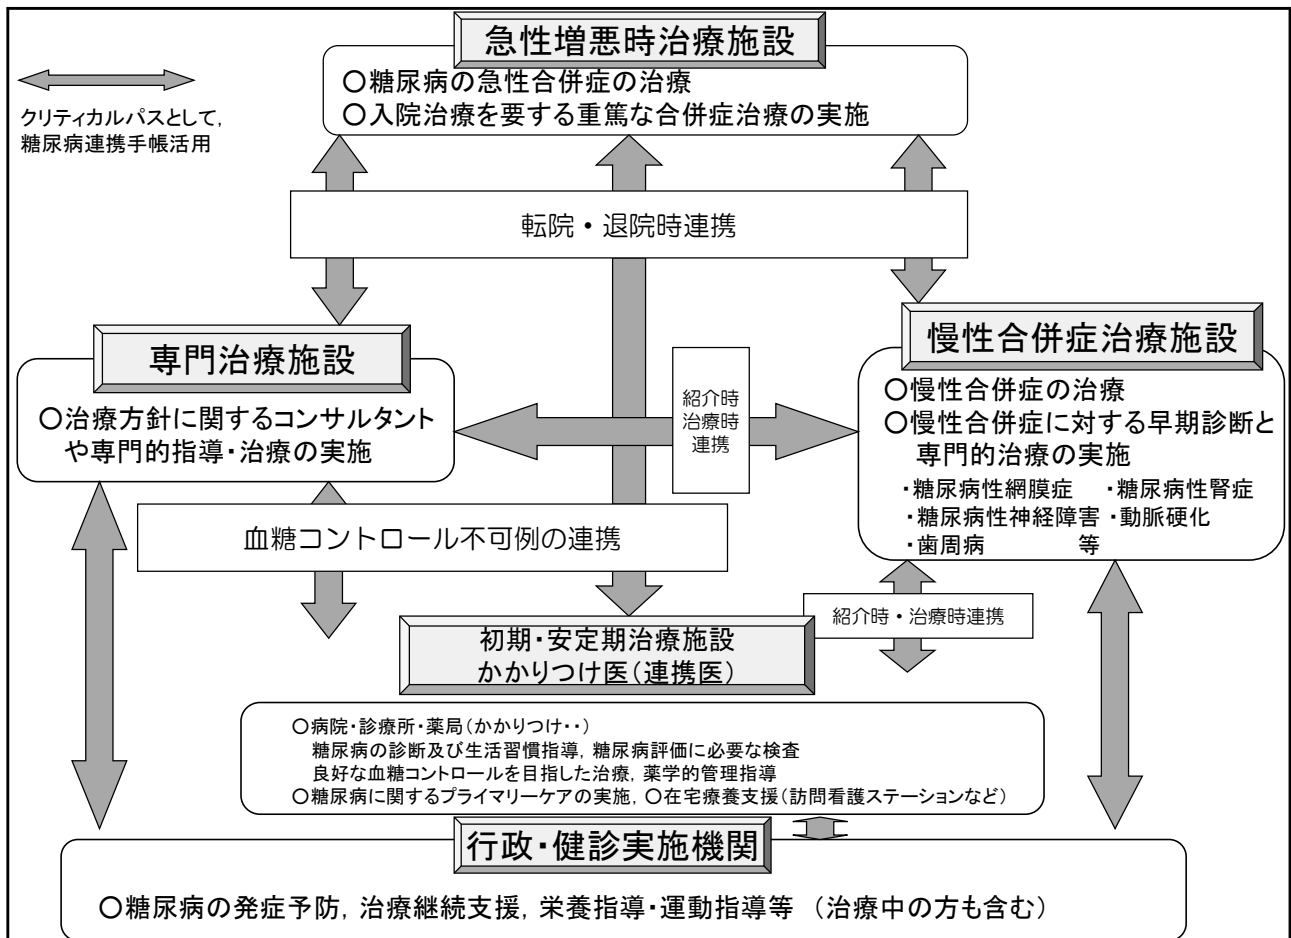 急性増悪時治療施設
○糖尿病の急性合併症の治療
○入院治療を要する重篤な合併症治療の実施
クリティカルパスとして,
糖尿病連携手帳活用
転院・退院時連携
専門治療施設
○治療方針に関するコンサルタント
や専門的指導・治療の実施
紹介時
治療時
連携
慢性合併症治療施設
○慢性合併症の治療
○慢性合併症に対する早期診断と
専門的治療の実施
・糖尿病性網膜症 ・糖尿病性腎症
・糖尿病性神経障害 ・動脈硬化
・歯周病 等
血糖コントロール不可例の連携
紹介時・治療時連携
初期・安定期治療施設
かかりつけ医(連携医)
○病院・診療所・薬局(かかりつけ・・)
糖尿病の診断及び生活習慣指導, 糖尿病評価に必要な検査
良好な血糖コントロールを目指した治療, 薬学的管理指導
○糖尿病に関するプライマリーケアの実施, ○在宅療養支援(訪問看護ステーションなど)
行政・健診実施機関
○糖尿病の発症予防, 治療継続支援, 栄養指導・運動指導等 (治療中の方も含む)